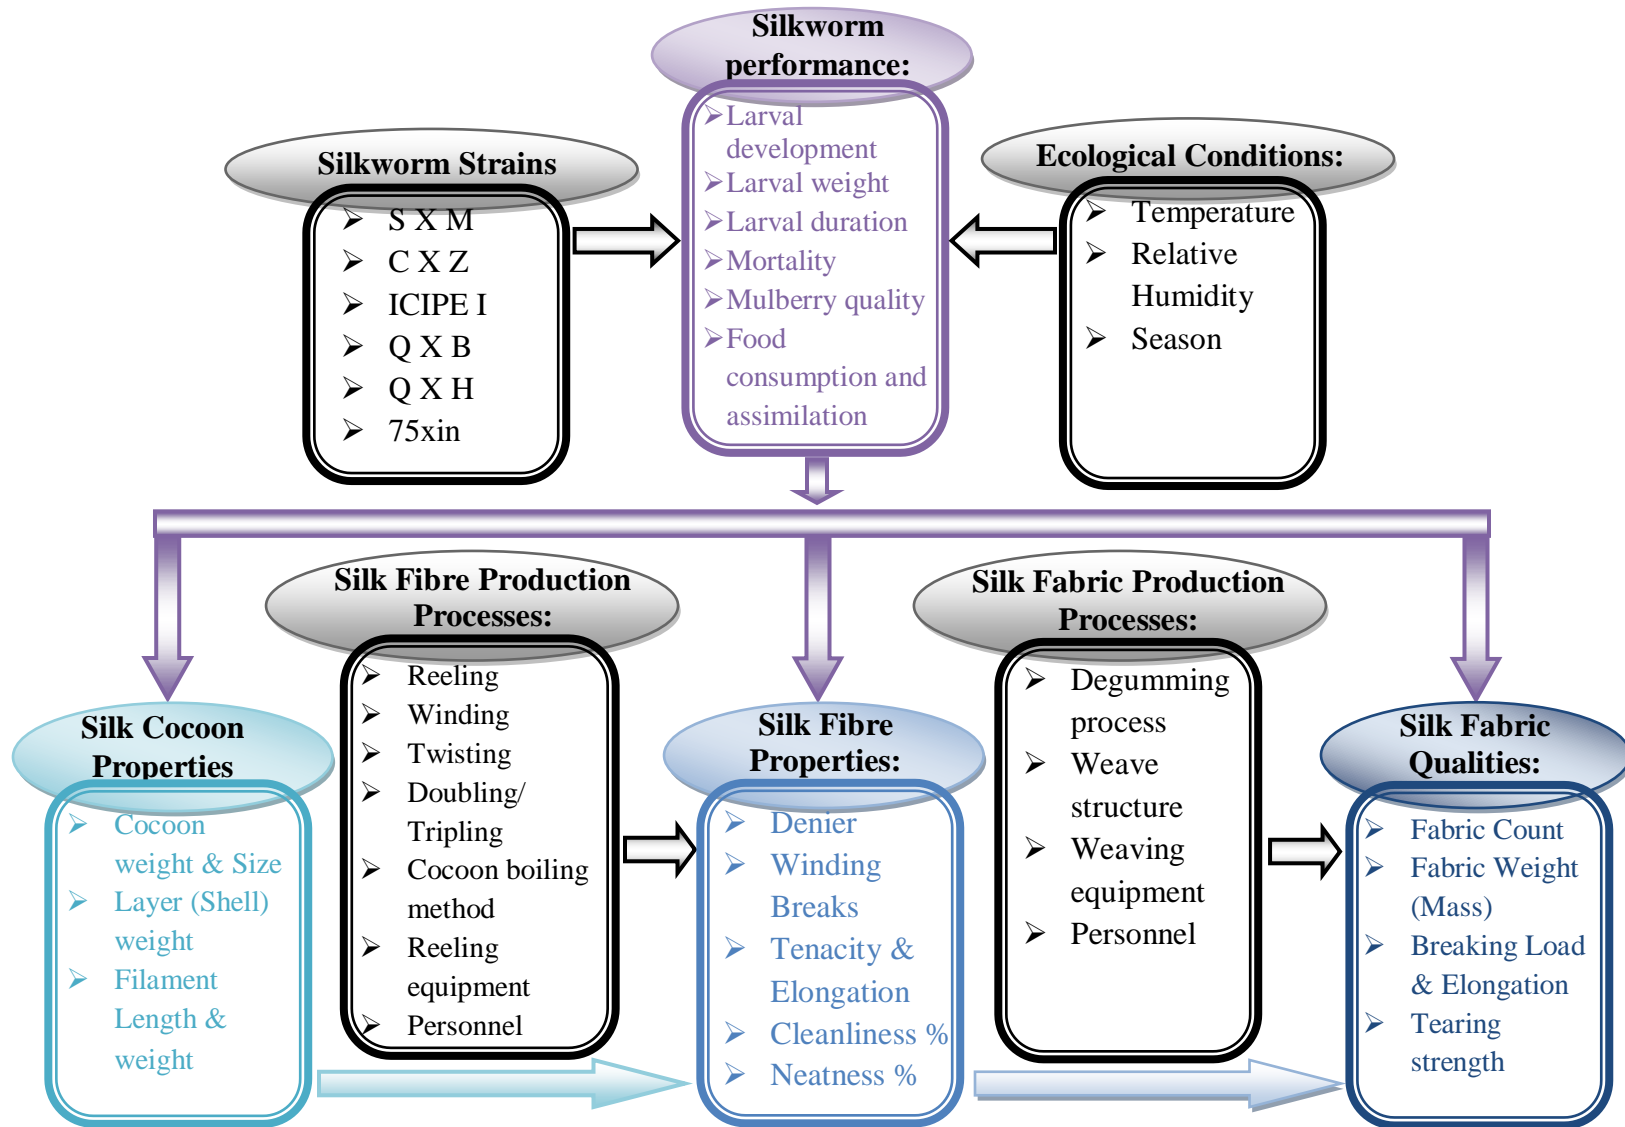 Silkworm
performance:
➢Larval
development
➢Larval weight
➢Larval duration
➢Mortality
➢Mulberry quality
➢Food
consumption and
assimilation
Silkworm Strains
➢ S X M
➢ C X Z
➢ ICIPE I
➢ Q X B
➢ Q X H
➢ 75xin
Ecological Conditions:
➢ Temperature
➢ Relative
Humidity
➢ Season
Silk Cocoon
Properties
➢ Cocoon
weight & Size
➢ Layer (Shell)
weight
➢ Filament
Length &
weight
Silk Fibre Production
Processes:
➢ Reeling
➢ Winding
➢ Twisting
➢ Doubling/
Tripling
➢ Cocoon boiling
method
➢ Reeling
equipment
➢ Personnel
Silk Fibre
Properties:
➢ Denier
➢ Winding
Breaks
➢ Tenacity &
Elongation
➢ Cleanliness %
➢ Neatness %
Silk Fabric Production
Processes:
➢ Degumming
process
➢ Weave
structure
➢ Weaving
equipment
➢ Personnel
Silk Fabric
Qualities:
➢ Fabric Count
➢ Fabric Weight
(Mass)
➢ Breaking Load
& Elongation
➢ Tearing
strength